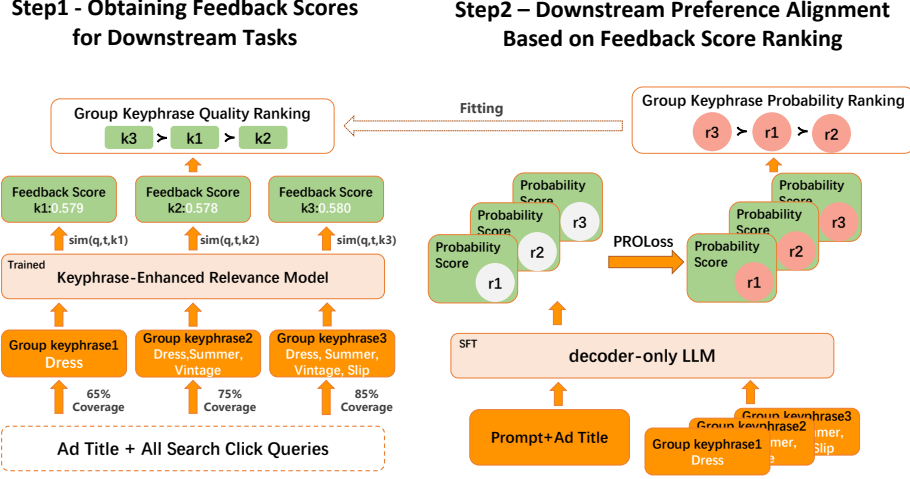 Step1 - Obtaining Feedback Scores
for Downstream Tasks
Group Keyphrase Quality Ranking
k3 > k1 > k2
Feedback Score
k1:0.579
Feedback Score
k2:0.578
Feedback Score
k3:0.580
sim(q,t,k1)
sim(q,t,k2)
sim(q,t,k3)
Trained
Keyphrase-Enhanced Relevance Model
Group keyphrase1
Dress
Group keyphrase2
Dress,Summer,
Vintage
Group keyphrase3
Dress, Summer,
Vintage, Slip
65%
Coverage
75%
Coverage
85%
Coverage
Ad Title + All Search Click Queries
Step2 – Downstream Preference Alignment
Based on Feedback Score Ranking
Fitting
Group Keyphrase Probability Ranking
r3 > r1 > r2
Probability
Score
r3
Probability
Score
r2
Probability
Score
r1
PROLoss
Probability
Score
r3
Probability
Score
r2
Probability
Score
r1
SFT
decoder-only LLM
Prompt+Ad Title
Group keyphrase3
mer,
Slip
Group keyphrase2
Group keyphrase1
Dress